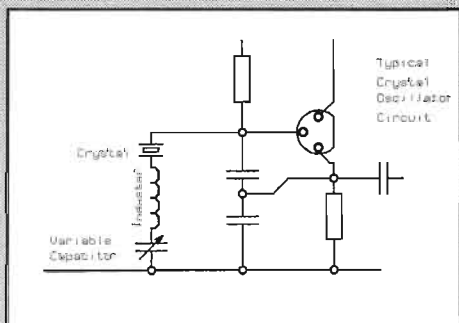 Typical
Crystal
Oscillator
Circuit
Crystal
Inductor
Variable
Capacitor